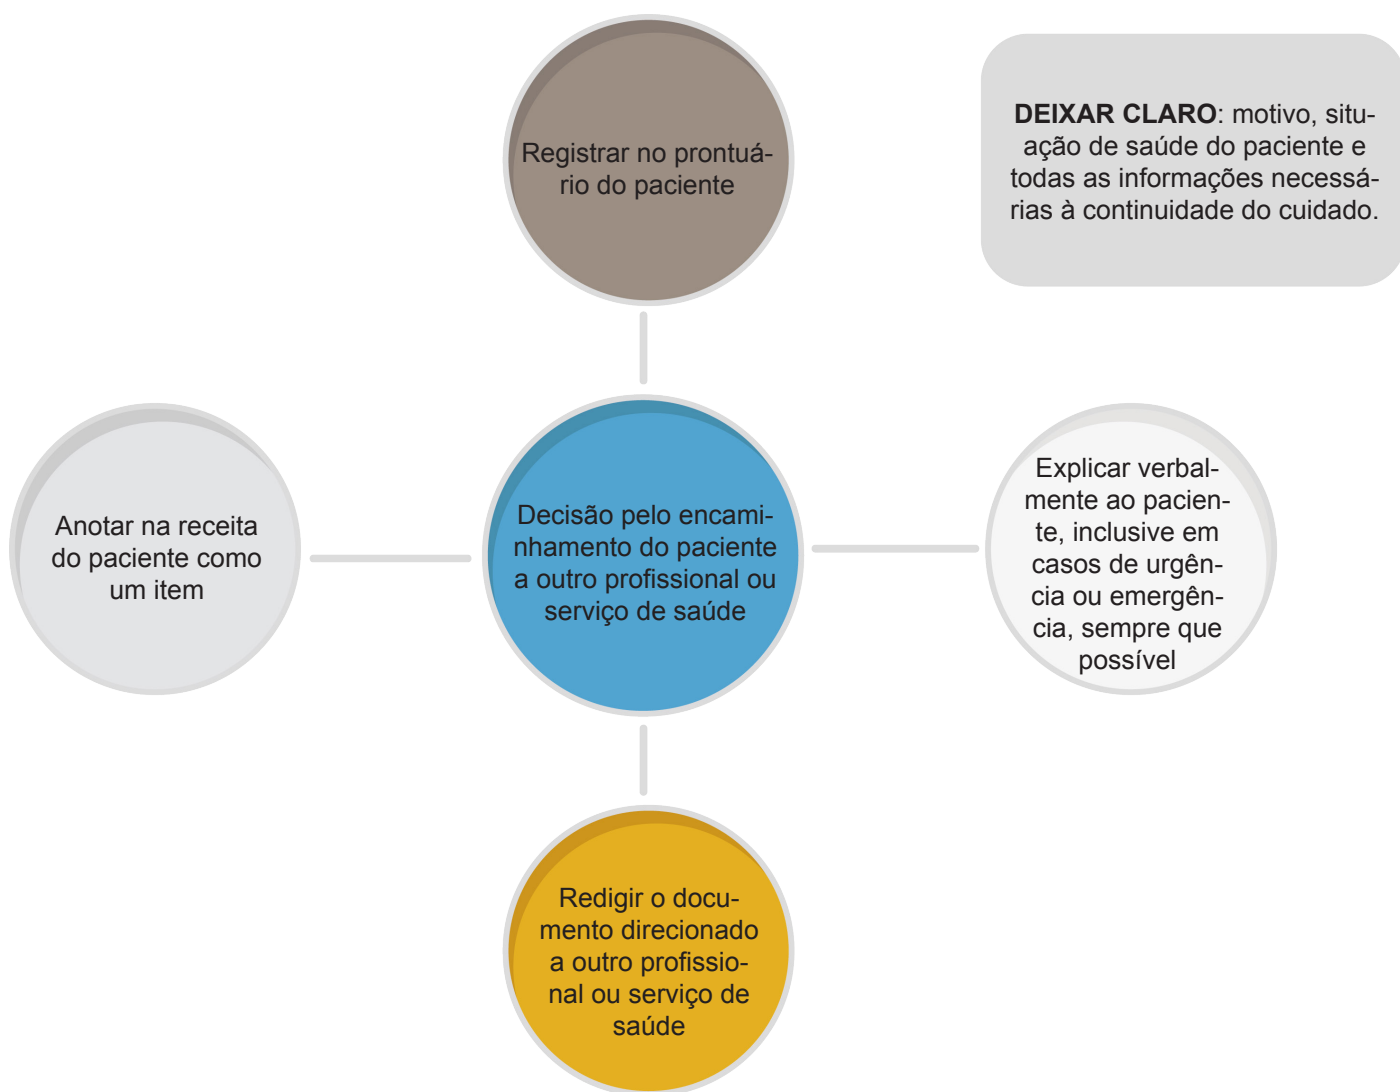 Registrar no prontuá-
rio do paciente
DEIXAR CLARO: motivo, situ-
ação de saúde do paciente e
todas as informações necessá-
rias à continuidade do cuidado.
Anotar na receita
do paciente como
um item
Decisão pelo encami-
nhamento do paciente
a outro profissional ou
serviço de saúde
Explicar verbal-
mente ao pacien-
te, inclusive em
casos de urgên-
cia ou emergên-
cia, sempre que
possível
Redigir o docu-
mento direcionado
a outro profissio-
nal ou serviço de
saúde